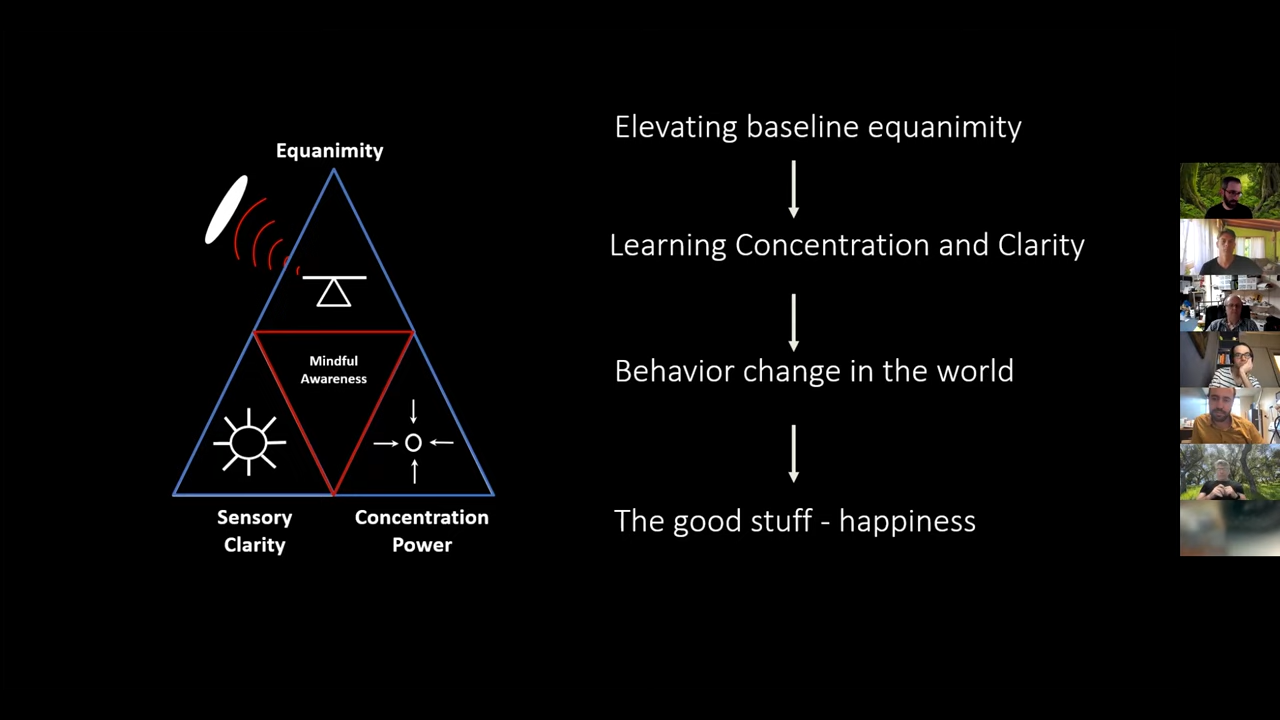 Equanimity
Mindful
Awareness
Sensory
Clarity
Concentration
Power
Elevating baseline equanimity
Learning Concentration and Clarity
Behavior change in the world
The good stuff - happiness